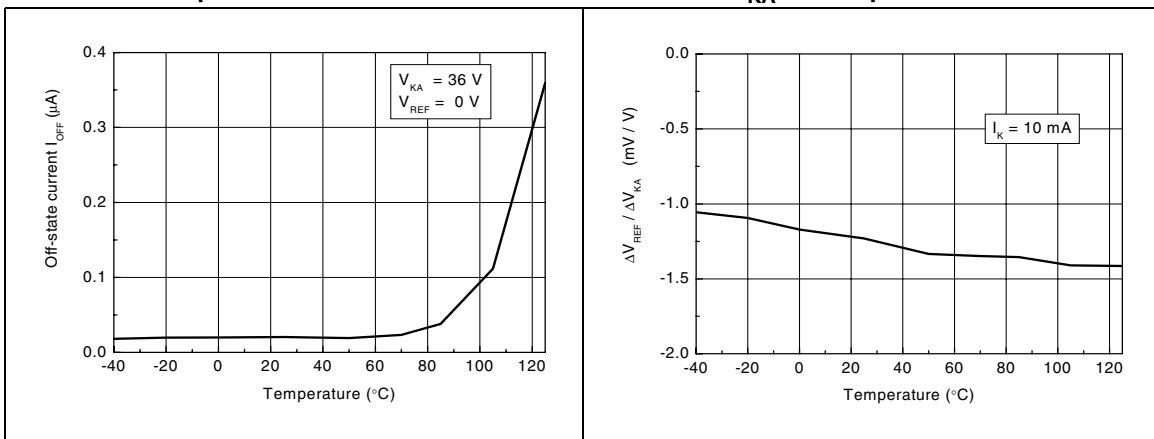 KA
0.4
0.3
0.2
0.1
0.0
Off-state current I_OFF (µA)
V_KA = 36 V
V_REF = 0 V
-40 -20 0 20 40 60 80 100 120
Temperature (°C)
0.0
-0.5
-1.0
-1.5
-2.0
ΔV_REF / ΔV_KA (mV / V)
I_K = 10 mA
-40 -20 0 20 40 60 80 100 120
Temperature (°C)